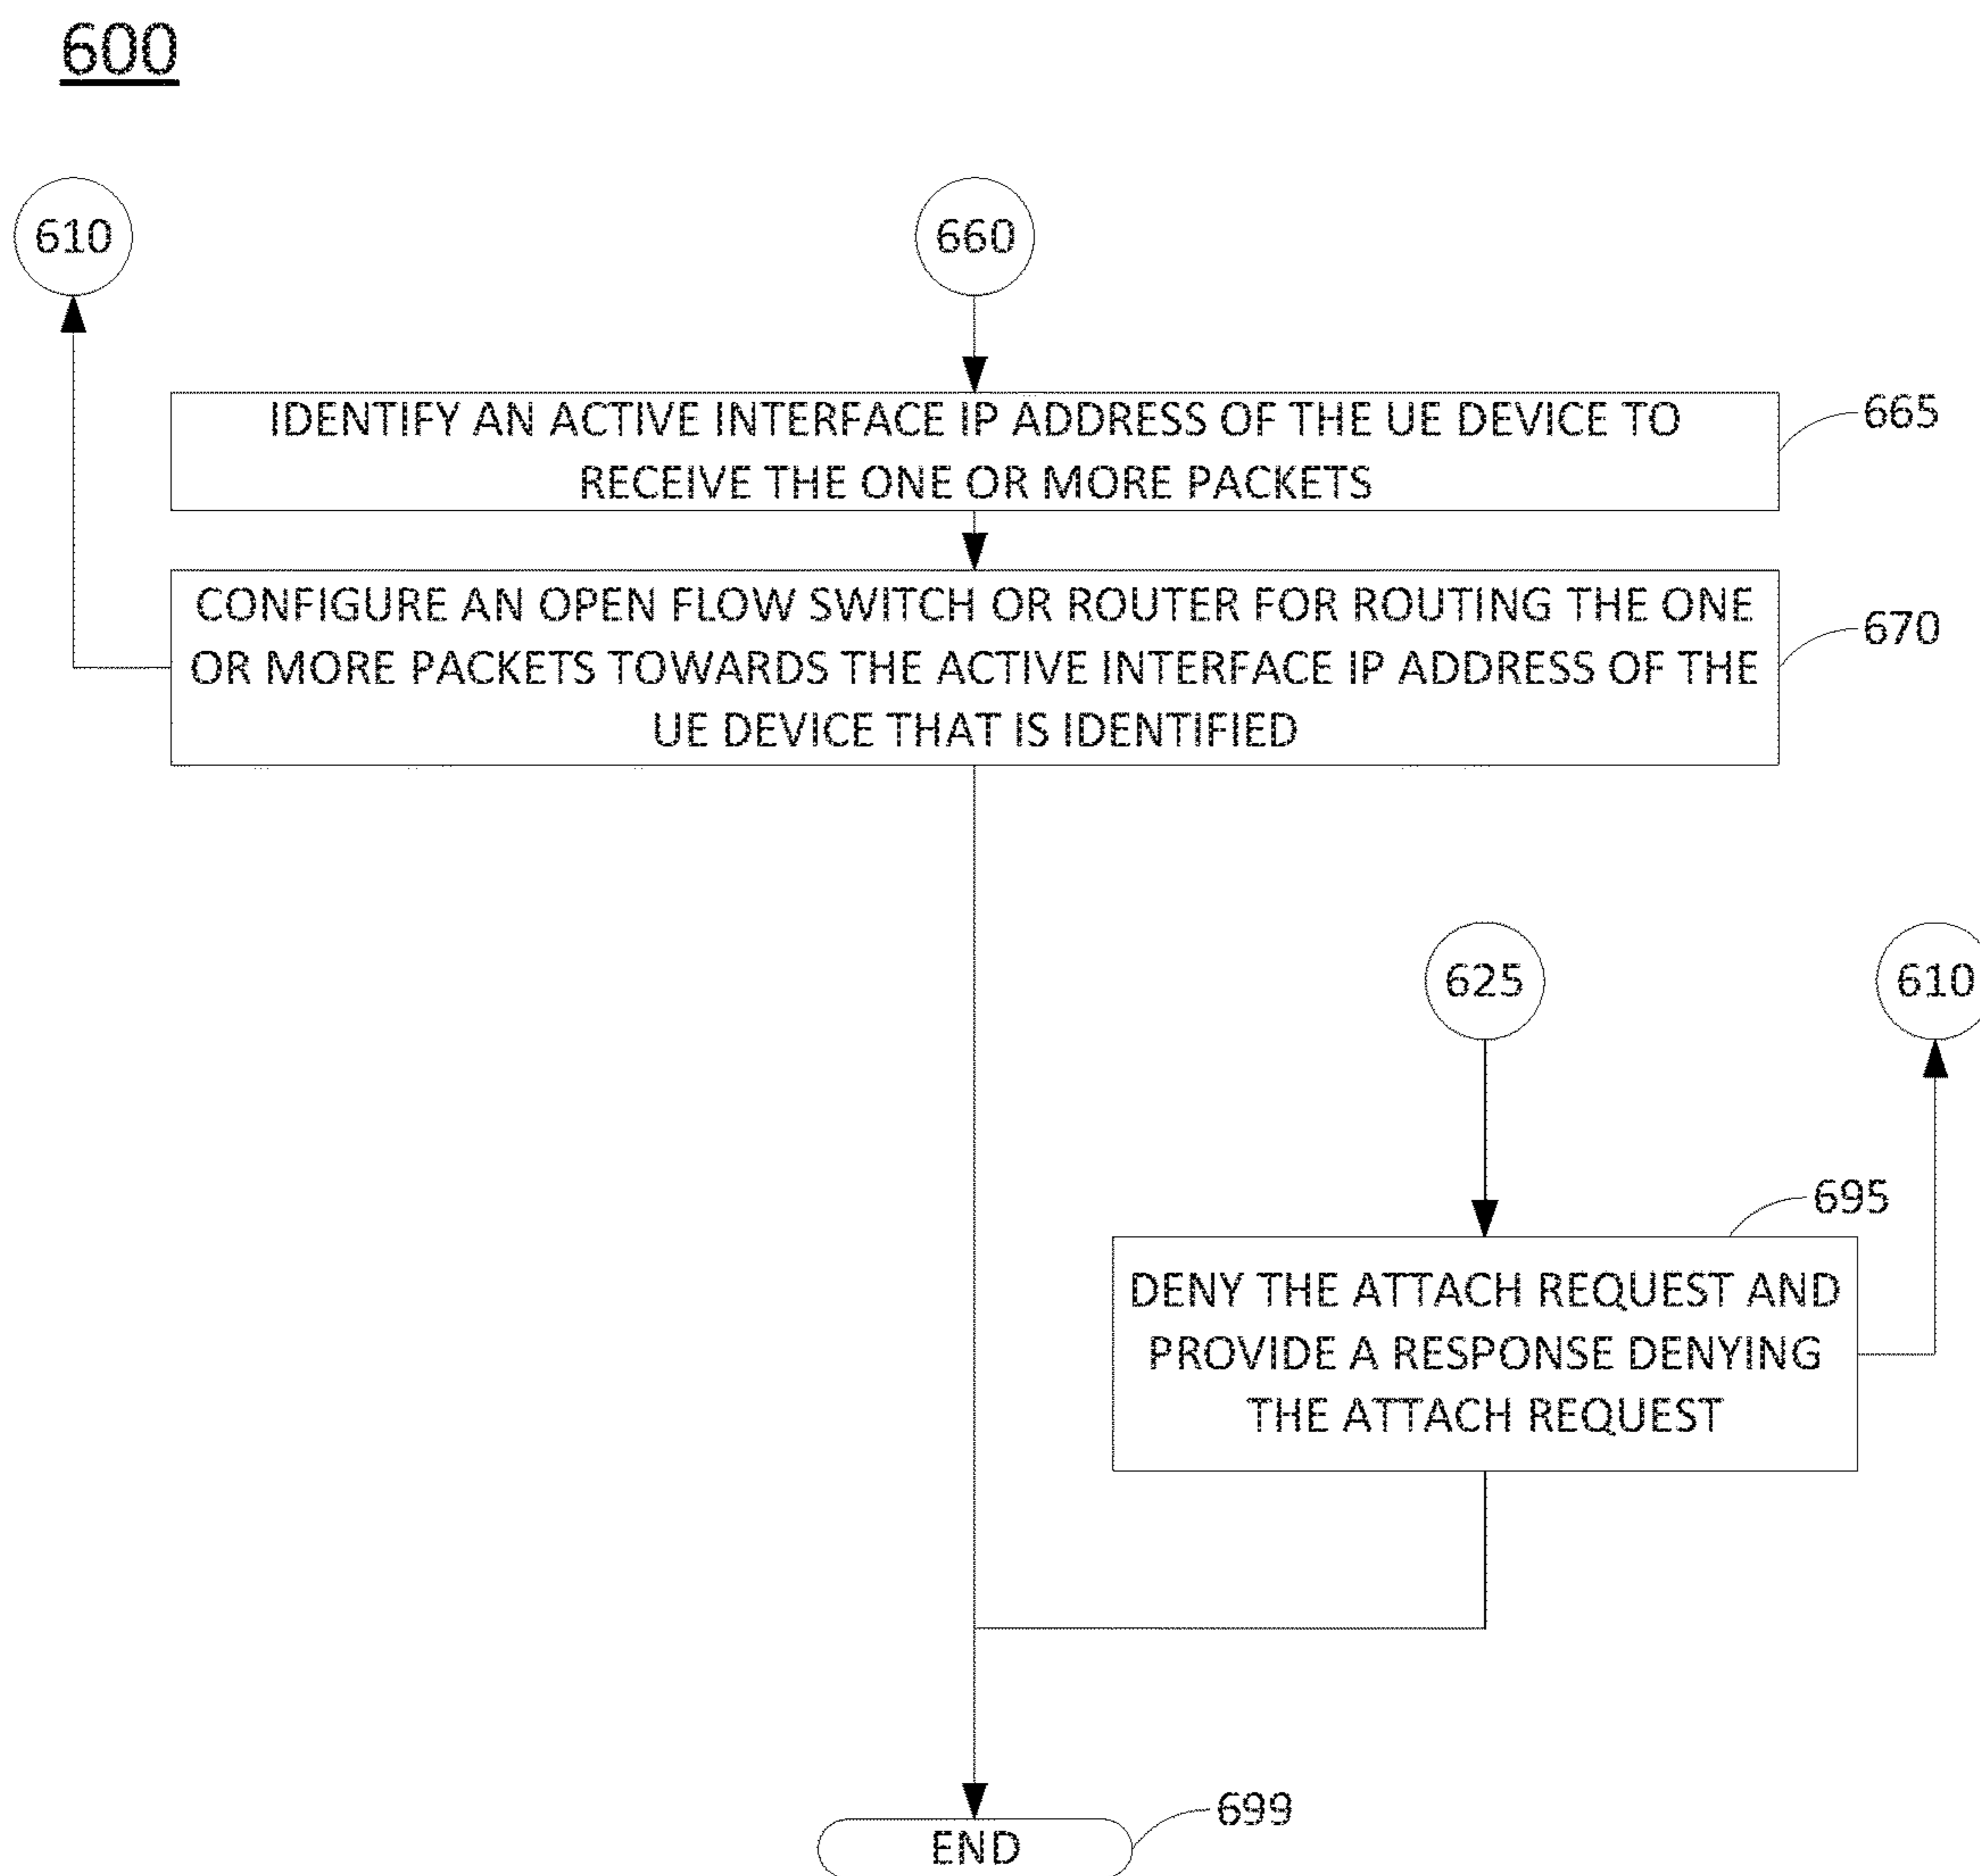 600
610
660
IDENTIFY AN ACTIVE INTERFACE IP ADDRESS OF THE UE DEVICE TO
RECEIVE THE ONE OR MORE PACKETS
665
CONFIGURE AN OPEN FLOW SWITCH OR ROUTER FOR ROUTING THE ONE
OR MORE PACKETS TOWARDS THE ACTIVE INTERFACE IP ADDRESS OF THE
UE DEVICE THAT IS IDENTIFIED
670
625
610
695
DENY THE ATTACH REQUEST AND
PROVIDE A RESPONSE DENYING
THE ATTACH REQUEST
699
END